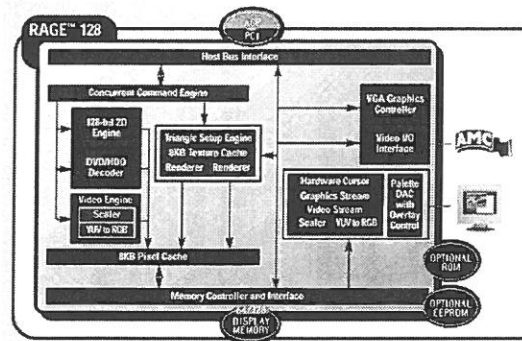 RAGE™ 128
AGP
PCI
Host Bus Interface
Concurrent Command Engine
128-bit 2D
Engine
DVD/HDO
Decoder
Triangle Setup Engine
8KB Texture Cache
Renderer Renderer
VGA Graphics
Controller
Video I/O
Interface
AMC
Video Engine
Scaler
YUV to RGB
Hardware Cursor
Graphics Stream
Video Stream
Scaler YUV to RGB
Palette
DAC
with
Overlay
Control
8KB Pixel Cache
OPTIONAL
ROM
Memory Controller and Interface
OPTIONAL
EEPROM
DISPLAY
MEMORY